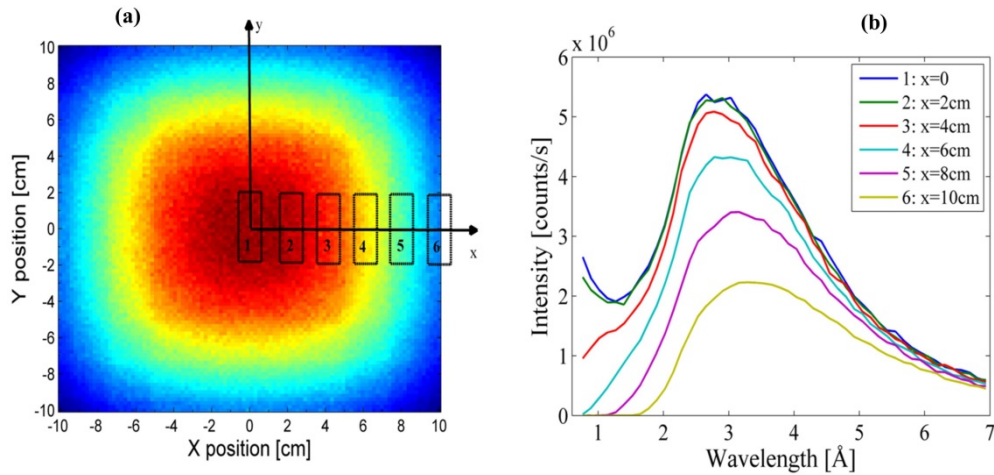 (a)
y
10
8
6
4
2
0
-2
-4
-6
-8
-10
Y position [cm]
1 2 3 4 5 6
x
-10 -8 -6 -4 -2 0 2 4 6 8 10
X position [cm]
(b)
× 10⁶
6
5
4
3
2
1
0
Intensity [counts/s]
1: x=0
2: x=2cm
3: x=4cm
4: x=6cm
5: x=8cm
6: x=10cm
1 2 3 4 5 6 7
Wavelength [Å]